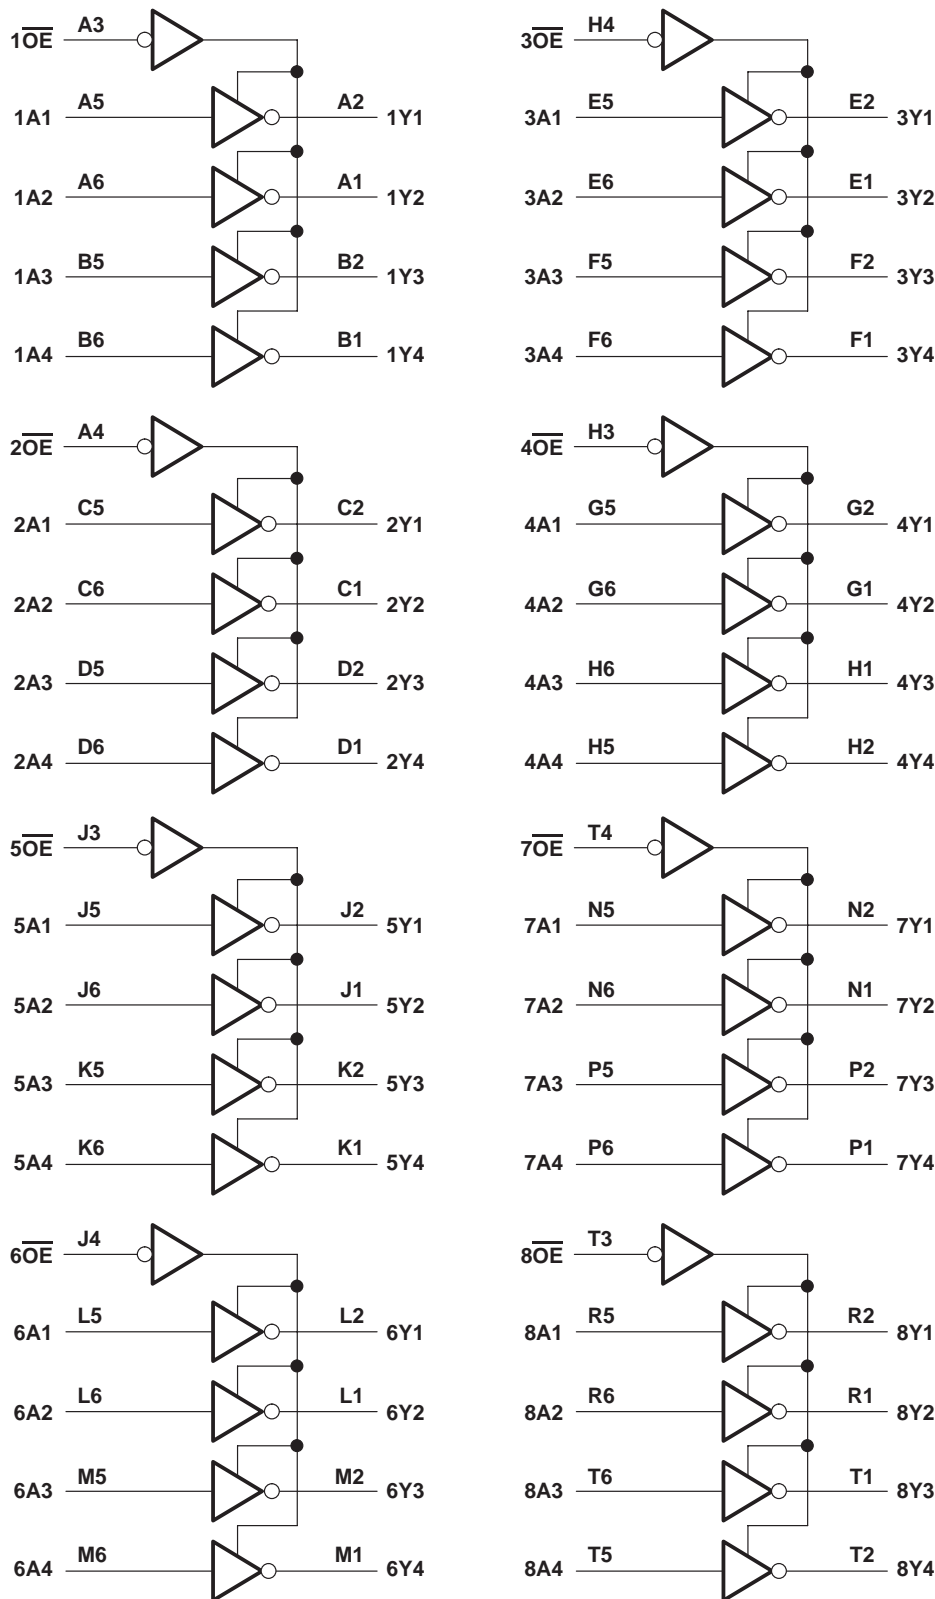 1OE A3
1A1 A5 A2 1Y1
1A2 A6 A1 1Y2
1A3 B5 B2 1Y3
1A4 B6 B1 1Y4
3OE H4
3A1 E5 E2 3Y1
3A2 E6 E1 3Y2
3A3 F5 F2 3Y3
3A4 F6 F1 3Y4
2OE A4
2A1 C5 C2 2Y1
2A2 C6 C1 2Y2
2A3 D5 D2 2Y3
2A4 D6 D1 2Y4
4OE H3
4A1 G5 G2 4Y1
4A2 G6 G1 4Y2
4A3 H6 H1 4Y3
4A4 H5 H2 4Y4
5OE J3
5A1 J5 J2 5Y1
5A2 J6 J1 5Y2
5A3 K5 K2 5Y3
5A4 K6 K1 5Y4
7OE T4
7A1 N5 N2 7Y1
7A2 N6 N1 7Y2
7A3 P5 P2 7Y3
7A4 P6 P1 7Y4
6OE J4
6A1 L5 L2 6Y1
6A2 L6 L1 6Y2
6A3 M5 M2 6Y3
6A4 M6 M1 6Y4
8OE T3
8A1 R5 R2 8Y1
8A2 R6 R1 8Y2
8A3 T6 T1 8Y3
8A4 T5 T2 8Y4